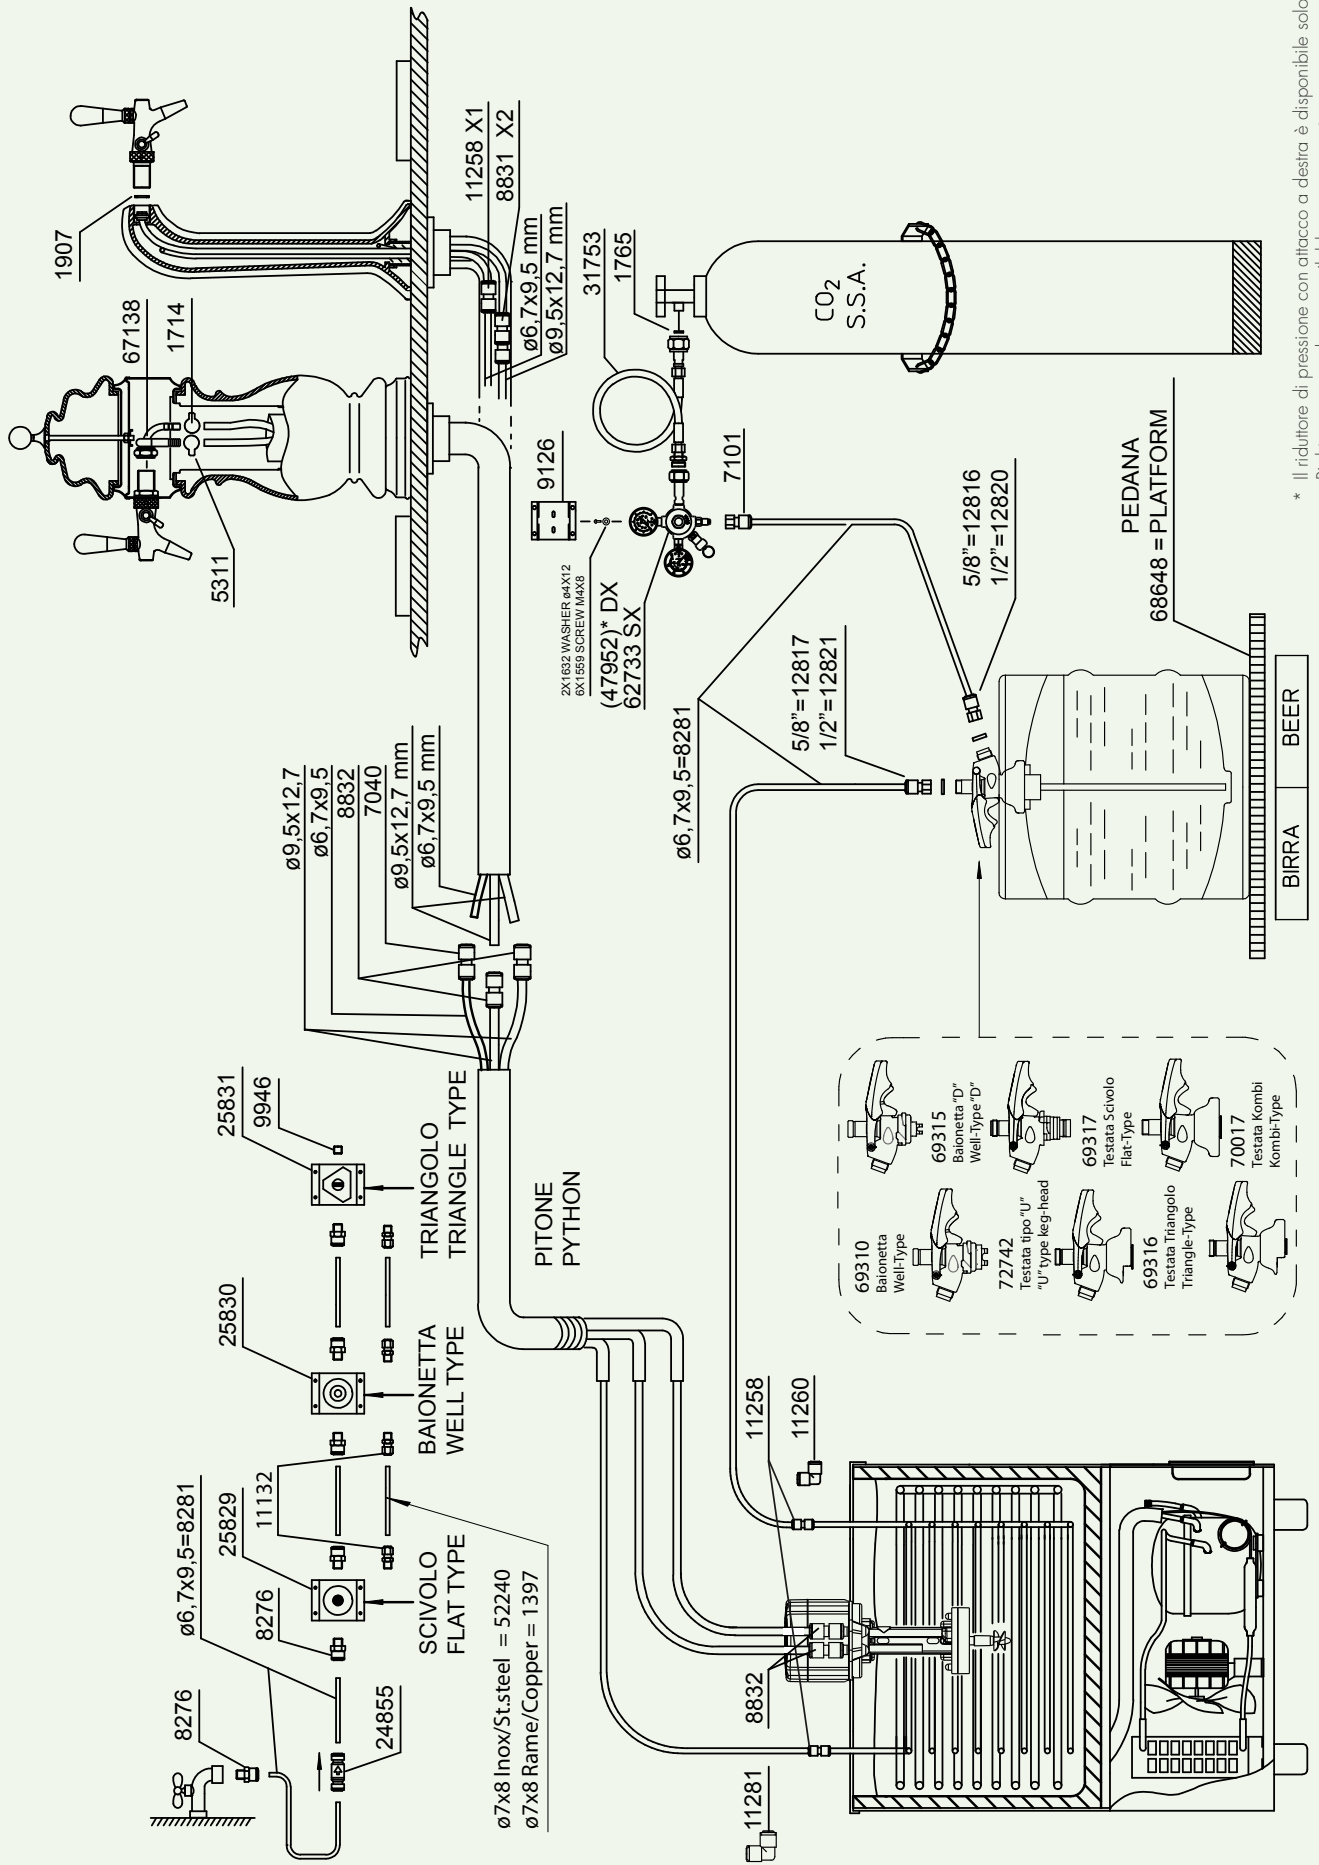 8276
ø6,7x9,5=8281
8276
25829
11132
25830
25831
9946
24855
SCIVOLO
FLAT TYPE
BAIONETTA
WELL TYPE
TRIANGOLO
TRIANGLE TYPE
ø7x8 Inox/St.steel = 52240
ø7x8 Rame/Copper = 1397
PITONE
PYTHON
ø9,5x12,7
ø6,7x9,5
8832
7040
ø9,5x12,7 mm
ø6,7x9,5 mm
5311
67138
1714
1907
11258 X1
8831 X2
ø6,7x9,5 mm
ø9,5x12,7 mm
9126
2X1632 WASHER ø4X12
6X1559 SCREW M4X8
(47952)* DX
62733 SX
31753
1765
7101
CO2
S.S.A.
ø6,7x9,5=8281
5/8"=12817
1/2"=12821
5/8"=12816
1/2"=12820
PEDANA
68648 = PLATFORM
BIRRA
BEER
11281
8832
11258
11260
69310
Baionetta
Well-Type
69315
Baionetta "D"
Well-Type "D"
72742
Testata tipo "U"
"U" type keg-head
69317
Testata Scivolo
Flat-Type
69316
Testata Triangolo
Triangle-Type
70017
Testata Kombi
Kombi-Type
* Il riduttore di pressione con attacco a destra è disponibile solo